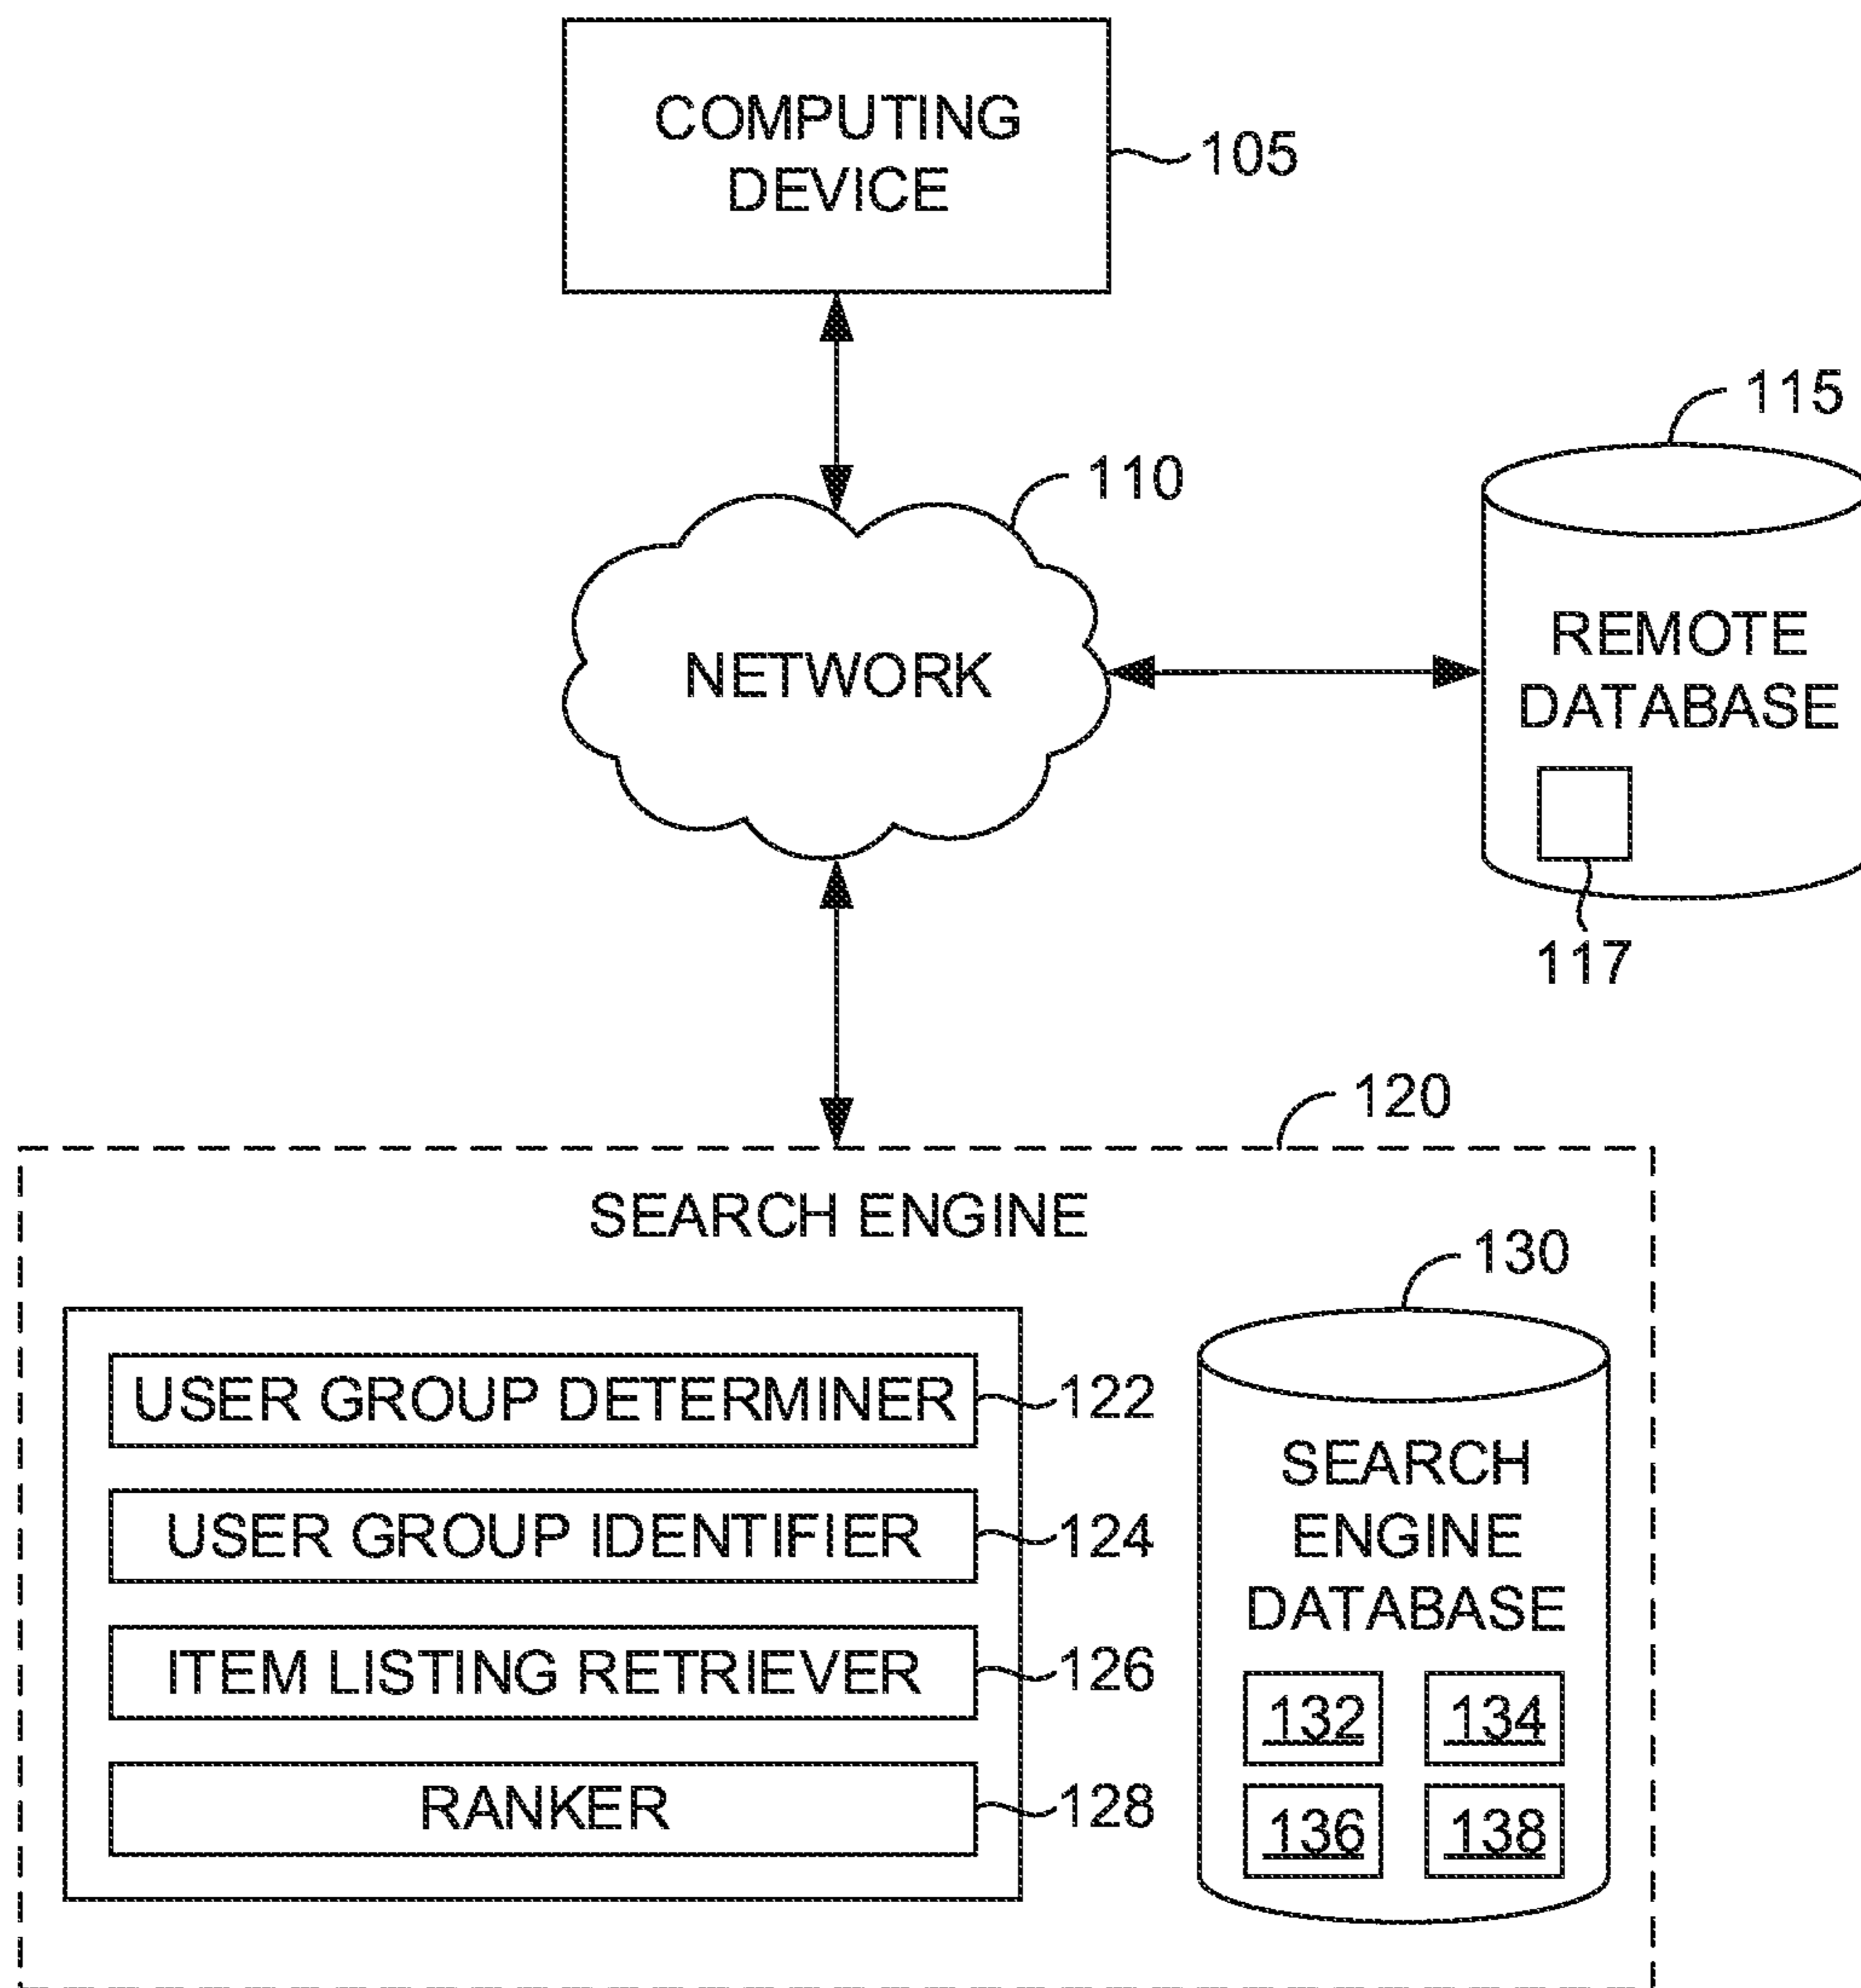 COMPUTING
DEVICE
105
115
110
NETWORK
REMOTE
DATABASE
117
120
SEARCH ENGINE
130
USER GROUP DETERMINER
122
USER GROUP IDENTIFIER
124
ITEM LISTING RETRIEVER
126
RANKER
128
SEARCH
ENGINE
DATABASE
132
134
136
138